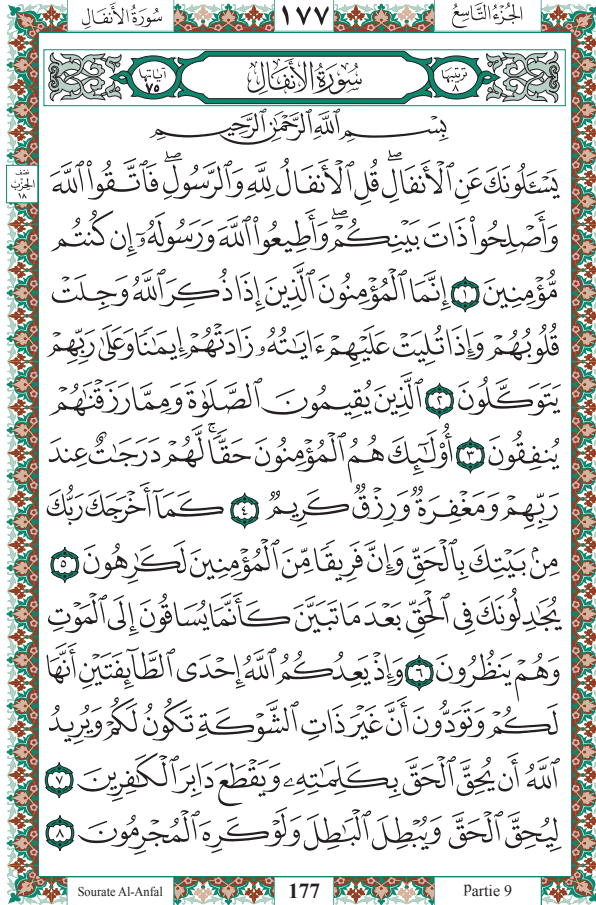 سُورَةُ الأَنفَال ١٧٧ الجُزْءُ التَّاسِعُ
ترتيبها ٨ سُورَةُ الأَنفَالِ آياتها ٧٥
بِسْمِ ٱللَّهِ ٱلرَّحْمَٰنِ ٱلرَّحِيمِ
نصف الحزب ١٨
يَسْـَٔلُونَكَ عَنِ ٱلْأَنفَالِۖ قُلِ ٱلْأَنفَالُ لِلَّهِ وَٱلرَّسُولِۖ فَٱتَّقُوا۟ ٱللَّهَ
وَأَصْلِحُوا۟ ذَاتَ بَيْنِكُمْۖ وَأَطِيعُوا۟ ٱللَّهَ وَرَسُولَهُۥٓ إِن كُنتُم
مُّؤْمِنِينَ ١ إِنَّمَا ٱلْمُؤْمِنُونَ ٱلَّذِينَ إِذَا ذُكِرَ ٱللَّهُ وَجِلَتْ
قُلُوبُهُمْ وَإِذَا تُلِيَتْ عَلَيْهِمْ ءَايَٰتُهُۥ زَادَتْهُمْ إِيمَٰنًا وَعَلَىٰ رَبِّهِمْ
يَتَوَكَّلُونَ ٢ ٱلَّذِينَ يُقِيمُونَ ٱلصَّلَوٰةَ وَمِمَّا رَزَقْنَٰهُمْ
يُنفِقُونَ ٣ أُو۟لَٰٓئِكَ هُمُ ٱلْمُؤْمِنُونَ حَقًّاۚ لَّهُمْ دَرَجَٰتٌ عِندَ
رَبِّهِمْ وَمَغْفِرَةٌ وَرِزْقٌ كَرِيمٌ ٤ كَمَآ أَخْرَجَكَ رَبُّكَ
مِنۢ بَيْتِكَ بِٱلْحَقِّ وَإِنَّ فَرِيقًا مِّنَ ٱلْمُؤْمِنِينَ لَكَٰرِهُونَ ٥
يُجَٰدِلُونَكَ فِى ٱلْحَقِّ بَعْدَ مَا تَبَيَّنَ كَأَنَّمَا يُسَاقُونَ إِلَى ٱلْمَوْتِ
وَهُمْ يَنظُرُونَ ٦ وَإِذْ يَعِدُكُمُ ٱللَّهُ إِحْدَى ٱلطَّآئِفَتَيْنِ أَنَّهَا
لَكُمْ وَتَوَدُّونَ أَنَّ غَيْرَ ذَاتِ ٱلشَّوْكَةِ تَكُونُ لَكُمْ وَيُرِيدُ
ٱللَّهُ أَن يُحِقَّ ٱلْحَقَّ بِكَلِمَٰتِهِۦ وَيَقْطَعَ دَابِرَ ٱلْكَٰفِرِينَ ٧
لِيُحِقَّ ٱلْحَقَّ وَيُبْطِلَ ٱلْبَٰطِلَ وَلَوْ كَرِهَ ٱلْمُجْرِمُونَ ٨
Sourate Al-Anfal 177 Partie 9